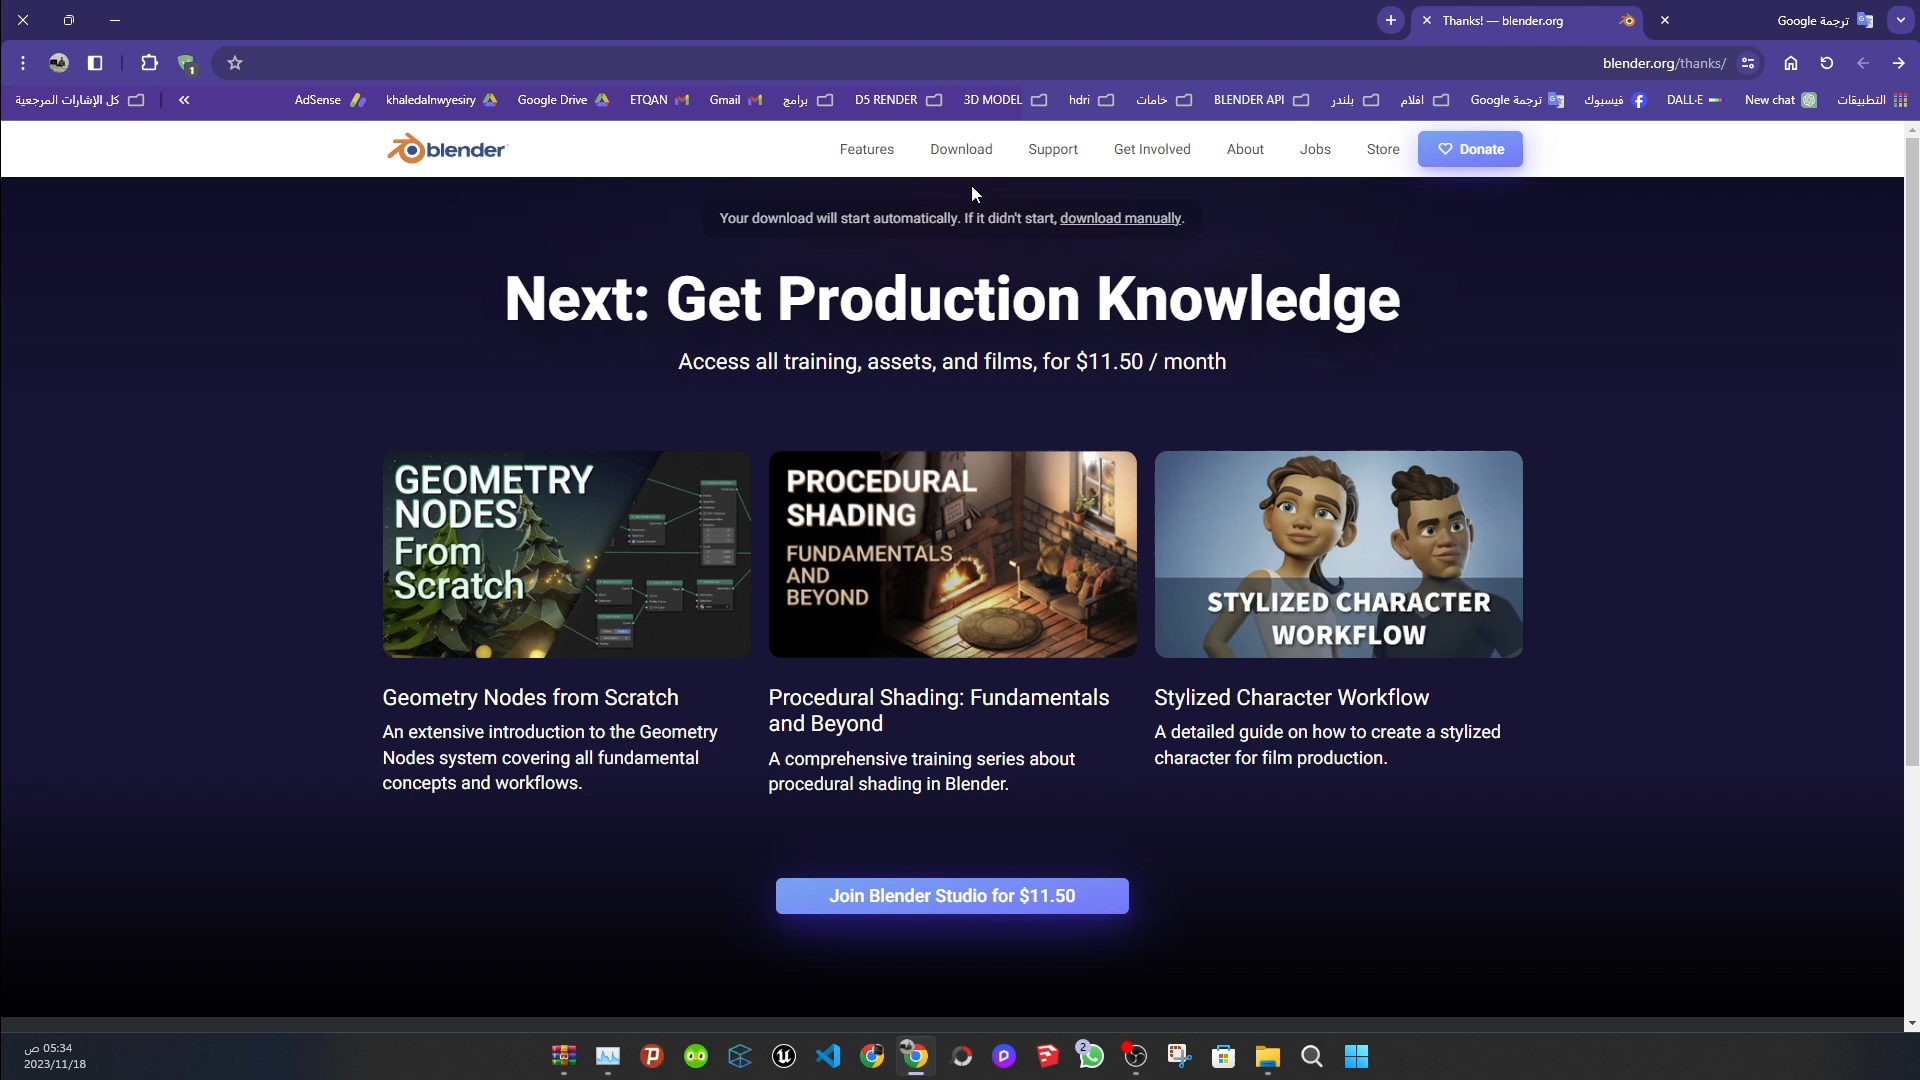 Thanks! — blender.org
ترجمة Google
blender.org/thanks/
1
التطبيقات
New chat
DALL·E
فيسبوك
ترجمة Google
افلام
بلندر
BLENDER API
خامات
hdri
3D MODEL
D5 RENDER
برامج
Gmail
ETQAN
Google Drive
khaledalnwyesiry
AdSense
كل الإشارات المرجعية
blender
Features
Download
Support
Get Involved
About
Jobs
Store
Donate
Your download will start automatically. If it didn't start, download manually.
Next: Get Production Knowledge
Access all training, assets, and films, for $11.50 / month
GEOMETRY
NODES
From
Scratch
PROCEDURAL
SHADING
FUNDAMENTALS
AND
BEYOND
STYLIZED CHARACTER
WORKFLOW
Geometry Nodes from Scratch
An extensive introduction to the Geometry
Nodes system covering all fundamental
concepts and workflows.
Procedural Shading: Fundamentals
and Beyond
A comprehensive training series about
procedural shading in Blender.
Stylized Character Workflow
A detailed guide on how to create a stylized
character for film production.
Join Blender Studio for $11.50
2
05:34 ص
2023/11/18